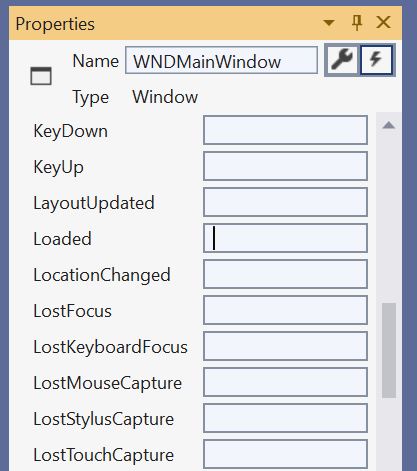 Properties
Name WNDMainWindow
Type Window
KeyDown
KeyUp
LayoutUpdated
Loaded
LocationChanged
LostFocus
LostKeyboardFocus
LostMouseCapture
LostStylusCapture
LostTouchCapture